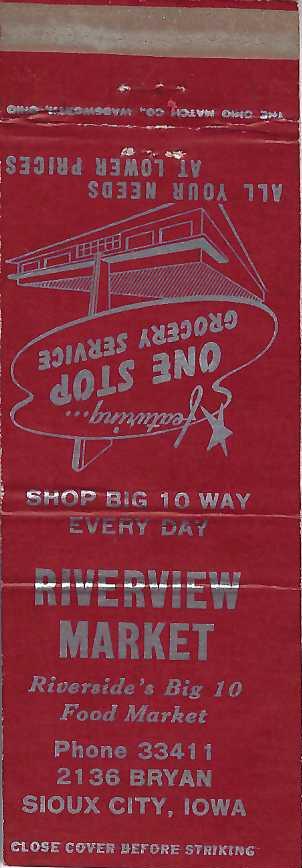 THE OHIO MATCH CO., WADSWORTH, OHIO
ALL YOUR NEEDS
AT LOWER PRICES
featuring...
ONE STOP
GROCERY SERVICE
SHOP BIG 10 WAY
EVERY DAY
RIVERVIEW
MARKET
Riverside's Big 10
Food Market
Phone 33411
2136 BRYAN
SIOUX CITY, IOWA
CLOSE COVER BEFORE STRIKING